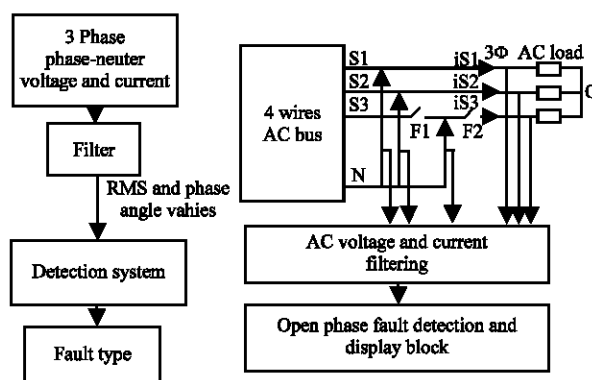 3 Phase
phase-neuter
voltage and current
Filter
RMS and phase
angle vahies
Detection system
Fault type
4 wires
AC bus
S1
S2
S3
N
iS1
iS2
iS3
3Φ
AC load
F1
F2
AC voltage and current
filtering
Open phase fault detection and
display block